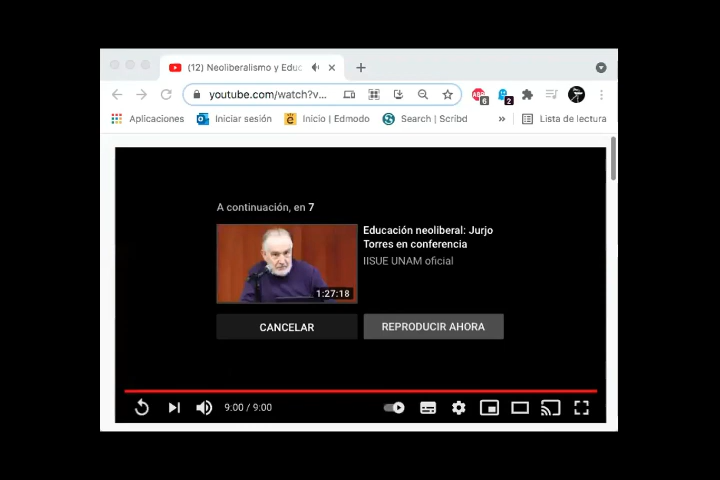 (12) Neoliberalismo y Educ
youtube.com/watch?v...
6
2
Aplicaciones
Iniciar sesión
Inicio | Edmodo
Search | Scribd
»
Lista de lectura
A continuación, en 7
Educación neoliberal: Jurjo
Torres en conferencia
IISUE UNAM oficial
1:27:18
CANCELAR
REPRODUCIR AHORA
9:00 / 9:00